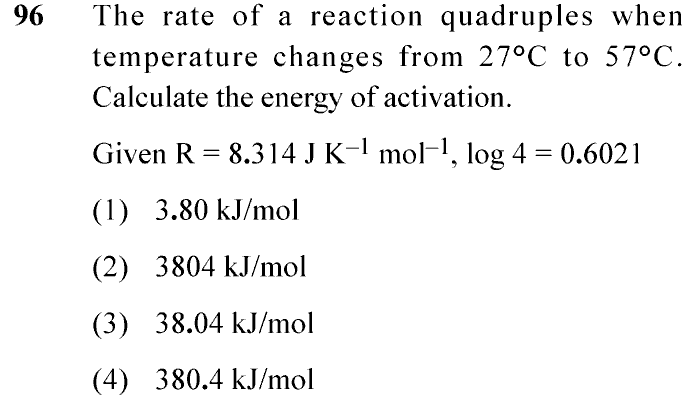 96 The rate of a reaction quadruples when
temperature changes from 27°C to 57°C.
Calculate the energy of activation.
Given R = 8.314 J K⁻¹ mol⁻¹, log 4 = 0.6021
(1) 3.80 kJ/mol
(2) 3804 kJ/mol
(3) 38.04 kJ/mol
(4) 380.4 kJ/mol